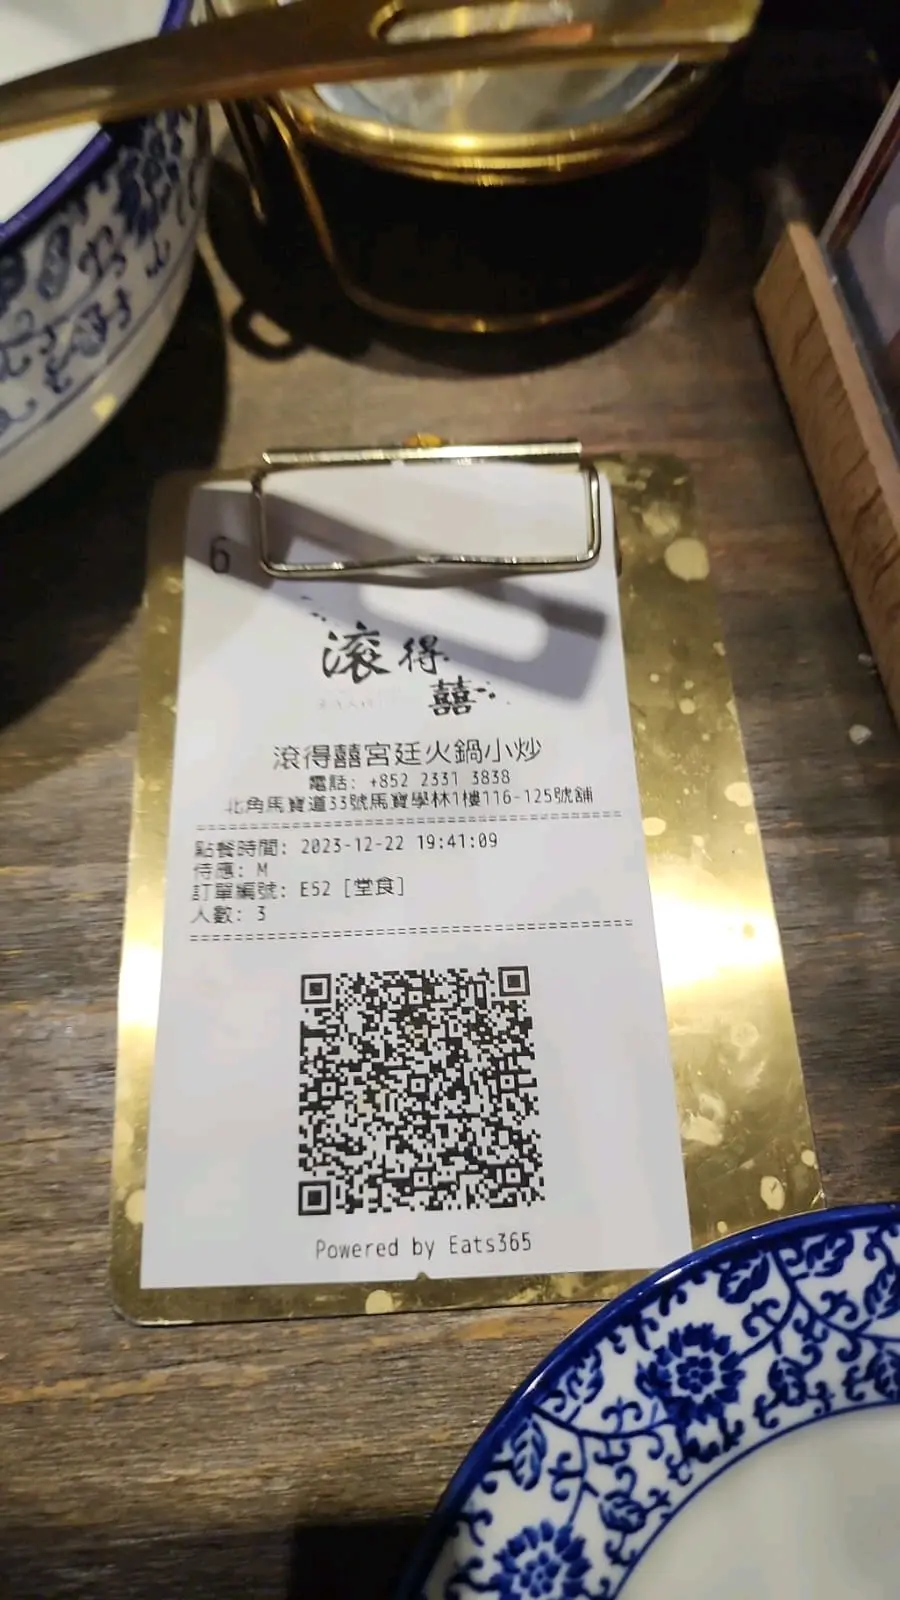 6
滾得
囍
滾得囍宮廷火鍋小炒
電話: +852 2331 3838
北角馬寶道33號馬寶學林1樓116-125號舖
點餐時間: 2023-12-22 19:41:09
侍應: M
訂單編號: E52 [堂食]
人數: 3
Powered by Eats365